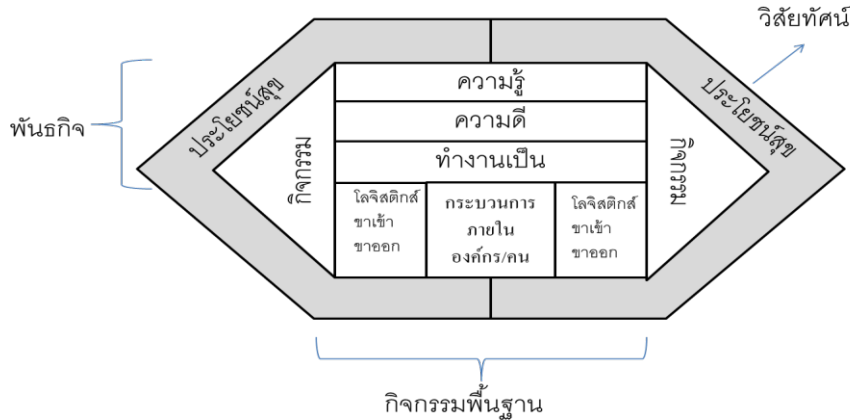 วิสัยทัศน์
พันธกิจ
ประโยชน์สุข
ประโยชน์สุข
กิจกรรม
กิจกรรม
ความรู้
ความดี
ทำงานเป็น
โลจิสติกส์
ขาเข้า
ขาออก
กระบวนการ
ภายใน
องค์กร/คน
โลจิสติกส์
ขาเข้า
ขาออก
กิจกรรมพื้นฐาน